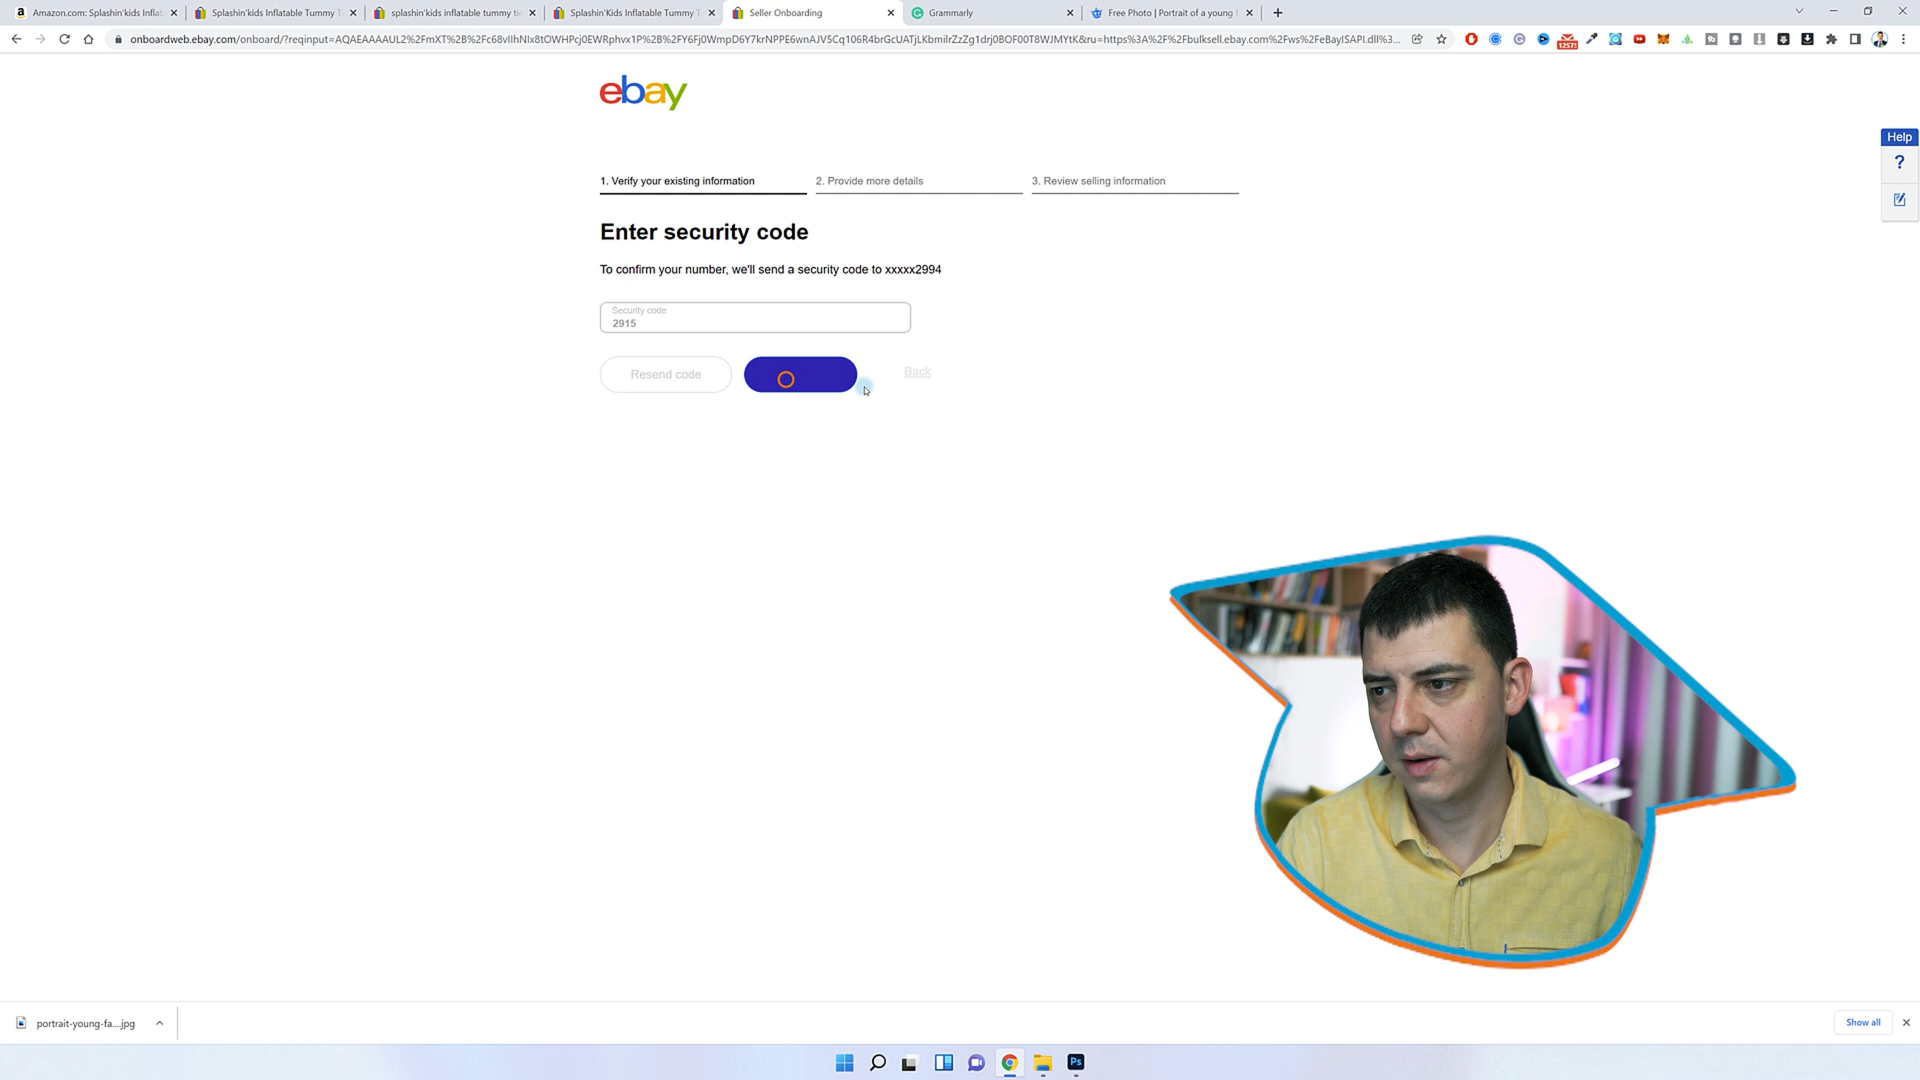 Amazon.com: Splashin'kids Inflat
Splashin'Kids Inflatable Tummy T
splashin'kids inflatable tummy ti
Splashin'Kids Inflatable Tummy T
Seller Onboarding
Grammarly
Free Photo | Portrait of a young f
1257!
ebay
Help
?
1. Verify your existing information
2. Provide more details
3. Review selling information
Enter security code
To confirm your number, we'll send a security code to xxxxx2994
Security code
2915
Resend code
Back
portrait-young-fa....jpg
Show all
Ps